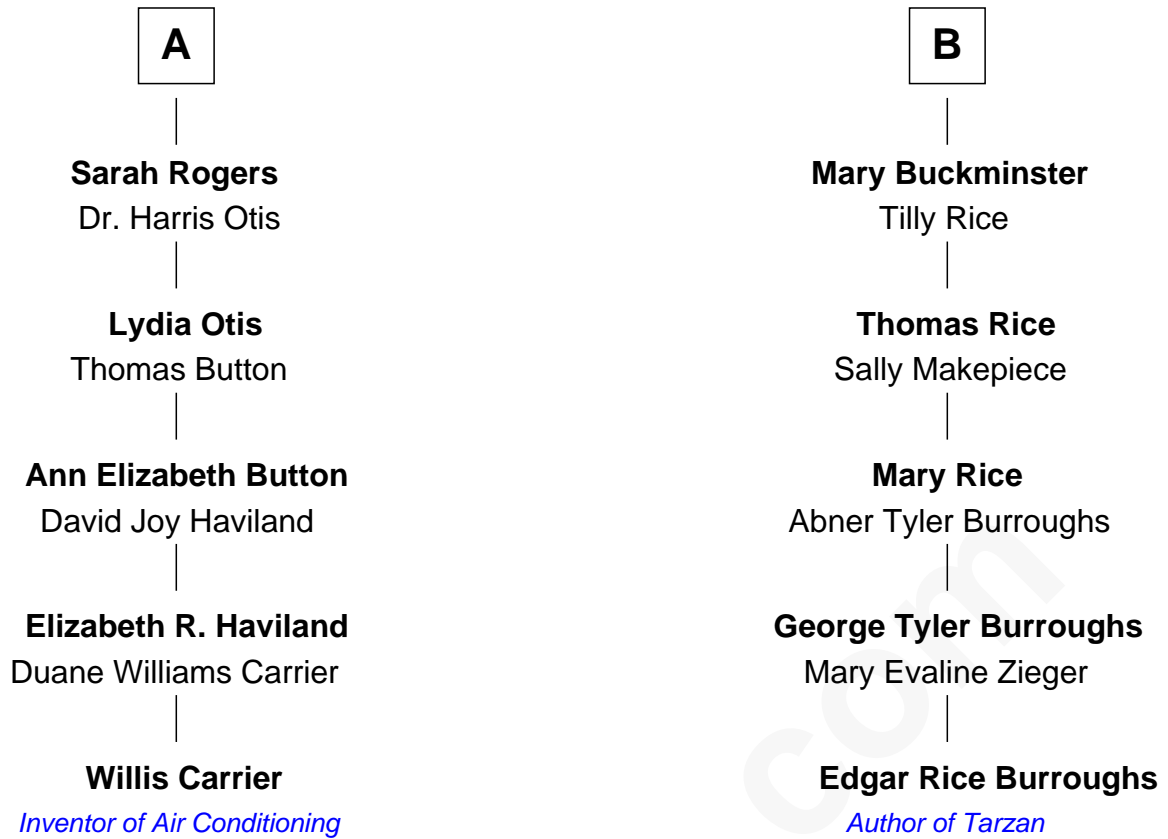 A
Sarah Rogers
Dr. Harris Otis
Lydia Otis
Thomas Button
Ann Elizabeth Button
David Joy Haviland
Elizabeth R. Haviland
Duane Williams Carrier
Willis Carrier
Inventor of Air Conditioning
B
Mary Buckminster
Tilly Rice
Thomas Rice
Sally Makepiece
Mary Rice
Abner Tyler Burroughs
George Tyler Burroughs
Mary Evaline Zieger
Edgar Rice Burroughs
Author of Tarzan
com